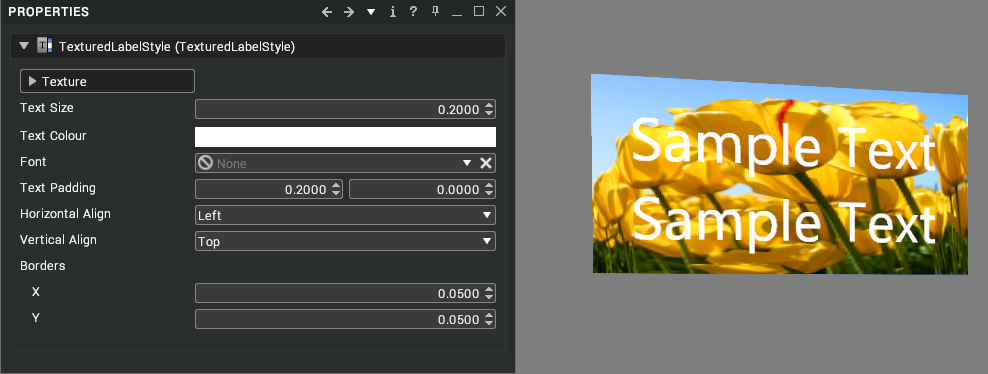 PROPERTIES
TexturedLabelStyle (TexturedLabelStyle)
Texture
Text Size 0.2000
Text Colour
Font None
Text Padding 0.2000 0.0000
Horizontal Align Left
Vertical Align Top
Borders
X 0.0500
Y 0.0500
Sample Text
Sample Text